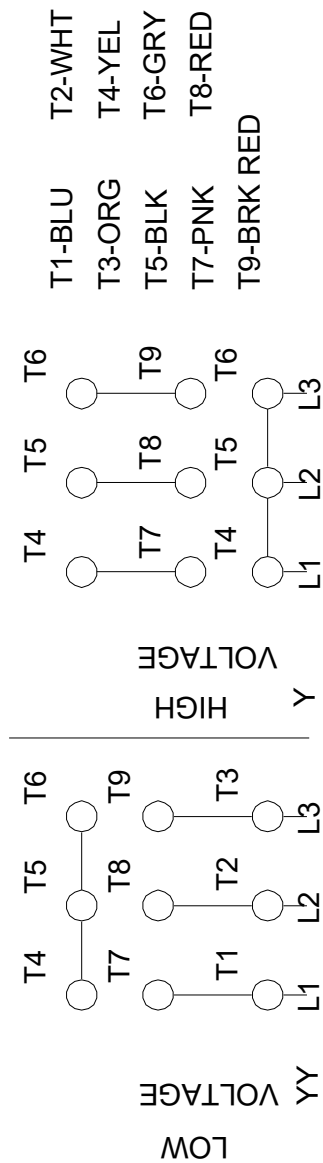 LOW
VOLTAGE
YY
T4 T5 T6
T7 T8 T9
T1 T2 T3
L1 L2 L3
HIGH
VOLTAGE
Y
T4 T5 T6
T7 T8 T9
T4 T5 T6
L1 L2 L3
T1-BLU T2-WHT
T3-ORG T4-YEL
T5-BLK T6-GRY
T7-PNK T8-RED
T9-BRK RED